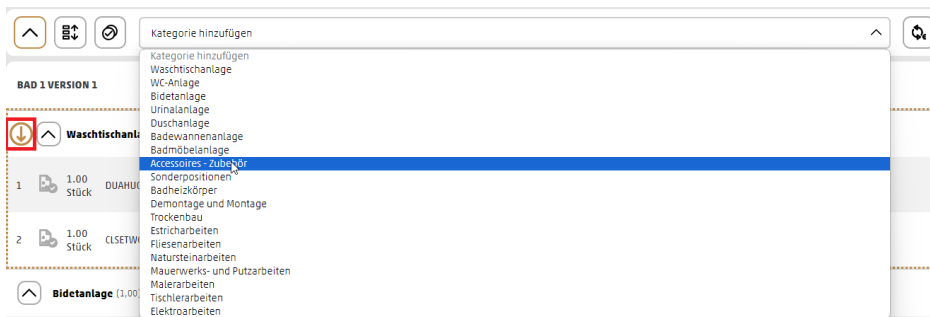 Kategorie hinzufügen
Kategorie hinzufügen
Waschtischanlage
WC-Anlage
Bidetanlage
Urinalanlage
Duschanlage
Badewannenanlage
Badmöbelanlage
Accessoires - Zubehör
Sonderpositionen
Badheizkörper
Demontage und Montage
Trockenbau
Estricharbeiten
Fliesenarbeiten
Natursteinarbeiten
Mauerwerks- und Putzarbeiten
Malerarbeiten
Tischlerarbeiten
Elektroarbeiten
BAD 1 VERSION 1
Waschtischanla
1 1.00 Stück DUAHU
2 1.00 Stück CLSETW
Bidetanlage (1,00)